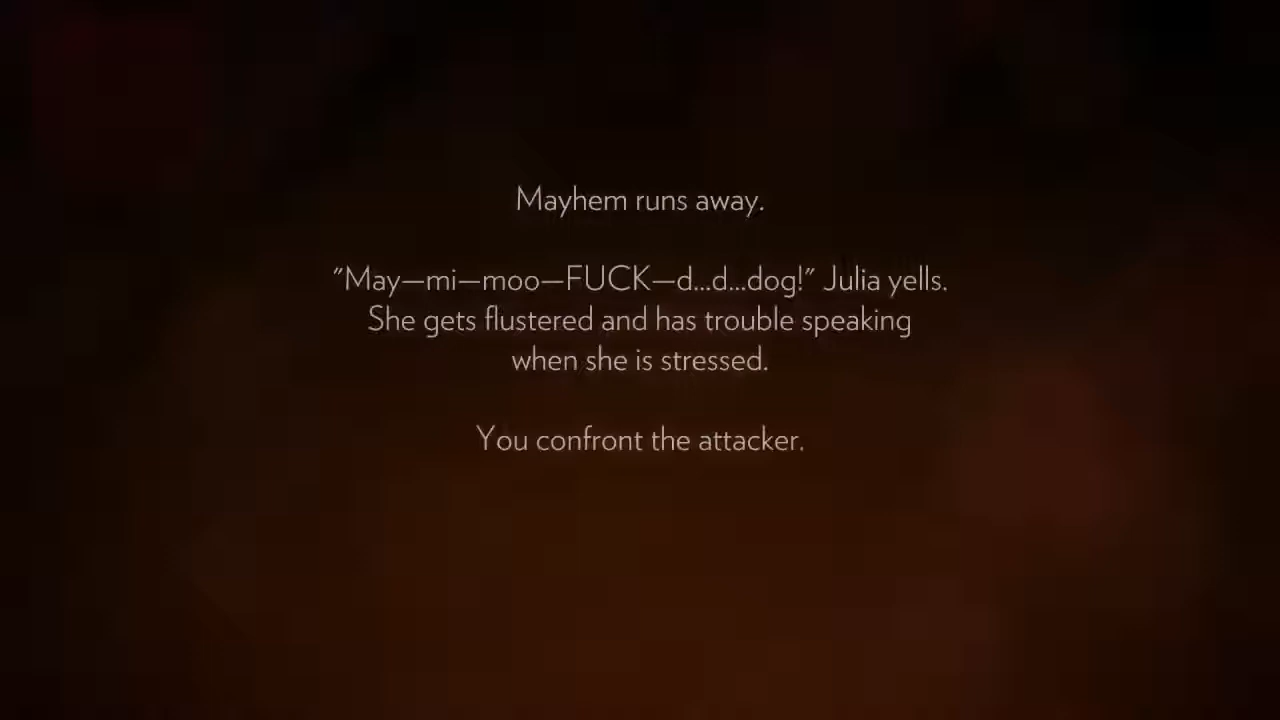 Mayhem runs away.
"May—mi—moo—FUCK—d...d...dog!" Julia yells.
She gets flustered and has trouble speaking
when she is stressed.
You confront the attacker.